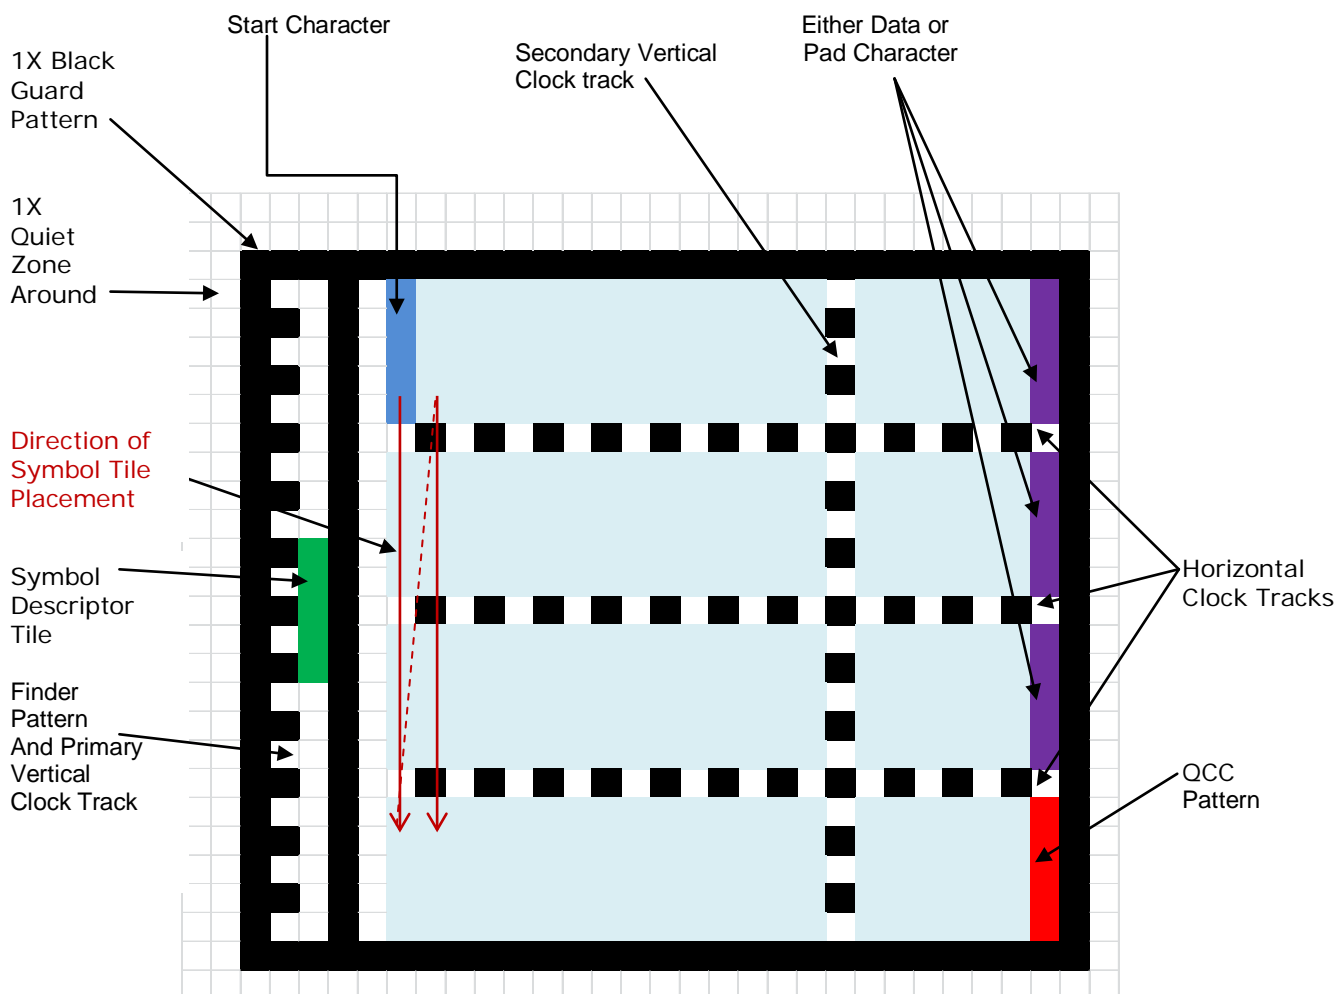 Start Character
Either Data or
Pad Character
Secondary Vertical
Clock track
1X Black
Guard
Pattern
1X
Quiet
Zone
Around
Direction of
Symbol Tile
Placement
Symbol
Descriptor
Tile
Horizontal
Clock Tracks
Finder
Pattern
And Primary
Vertical
Clock Track
QCC
Pattern